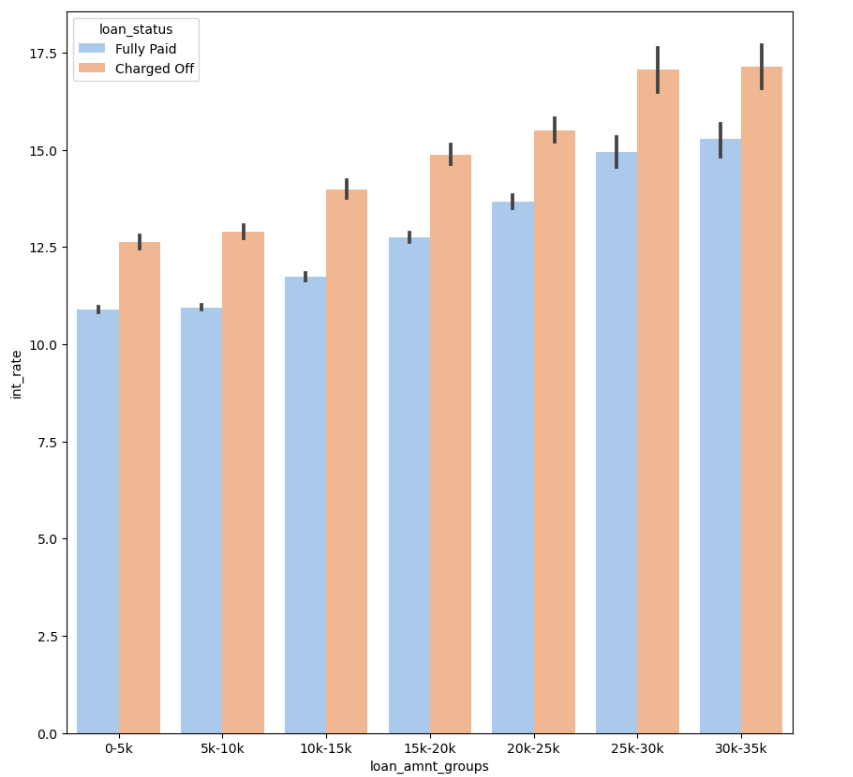 loan_status
Fully Paid
Charged Off
17.5
15.0
12.5
10.0
7.5
5.0
2.5
0.0
int_rate
0-5k 5k-10k 10k-15k 15k-20k 20k-25k 25k-30k 30k-35k
loan_amnt_groups